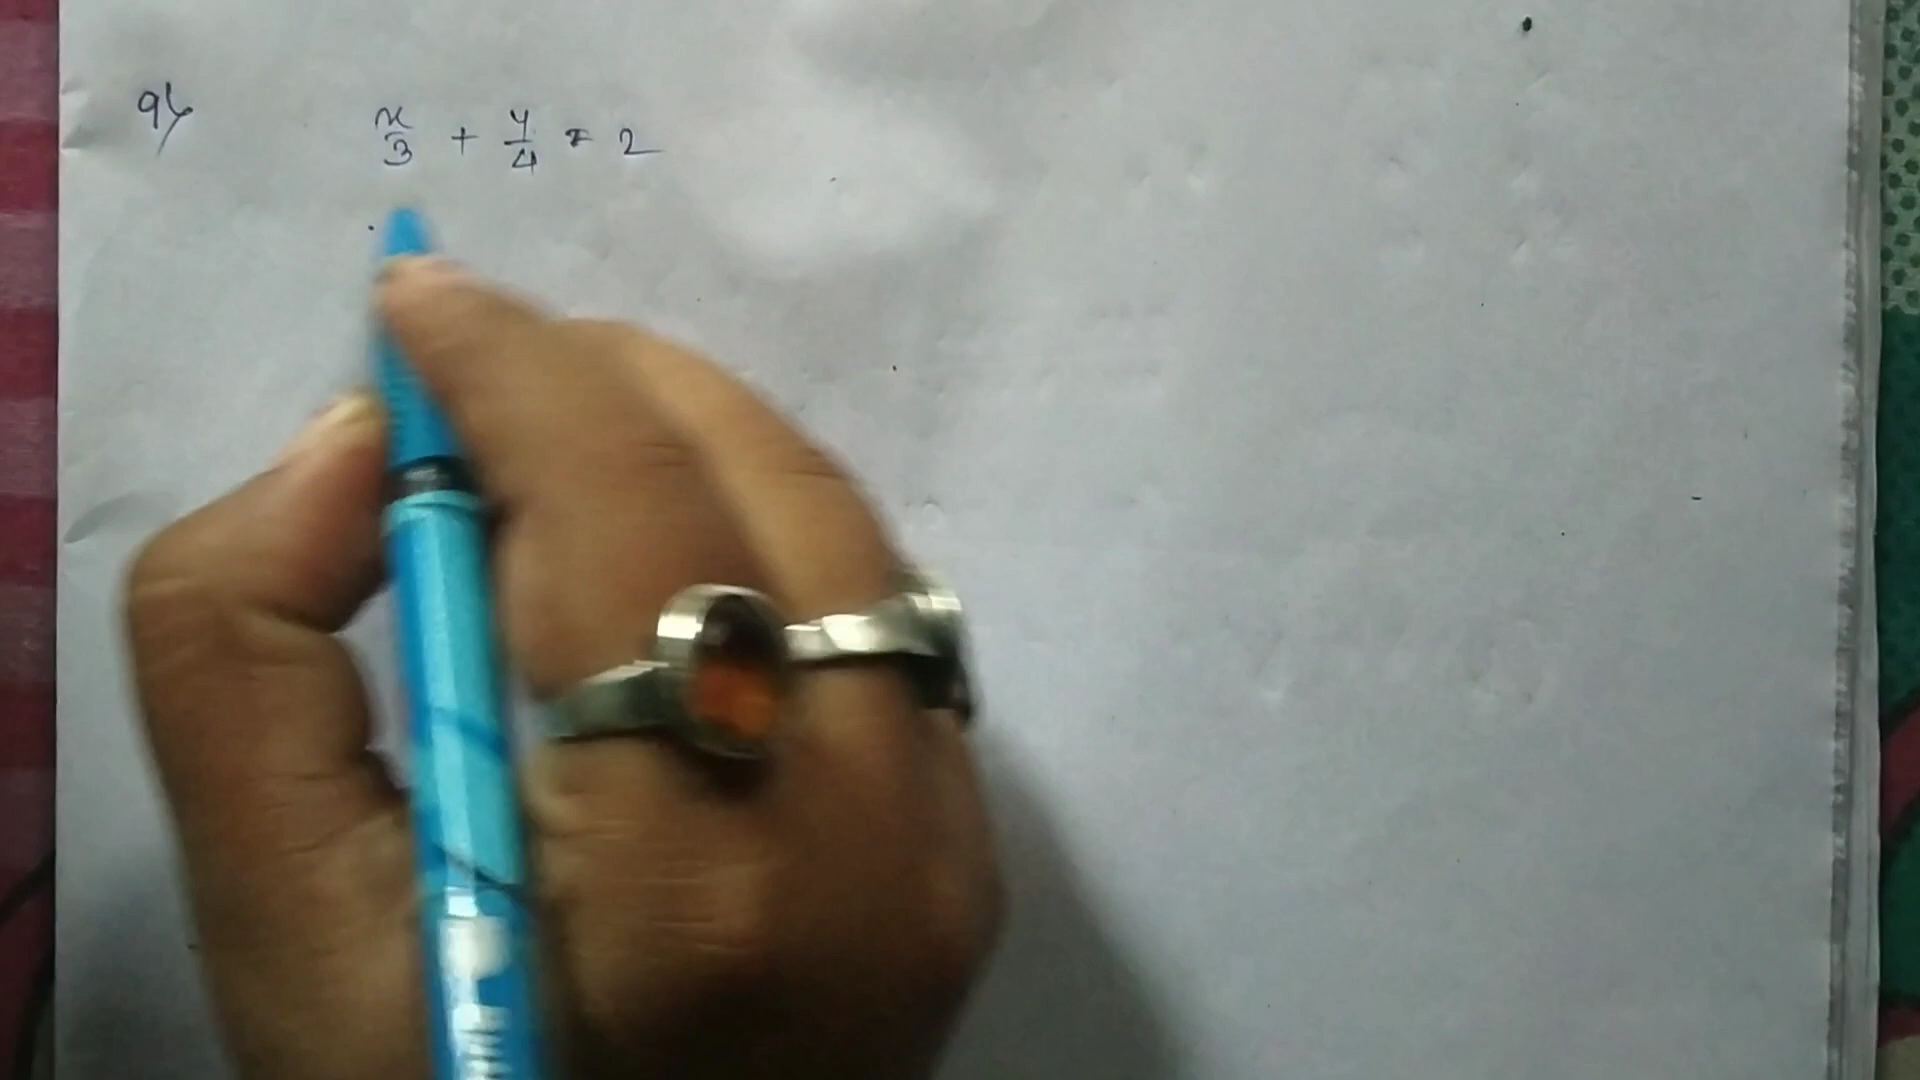 9/ x/3 + y/4 = 2